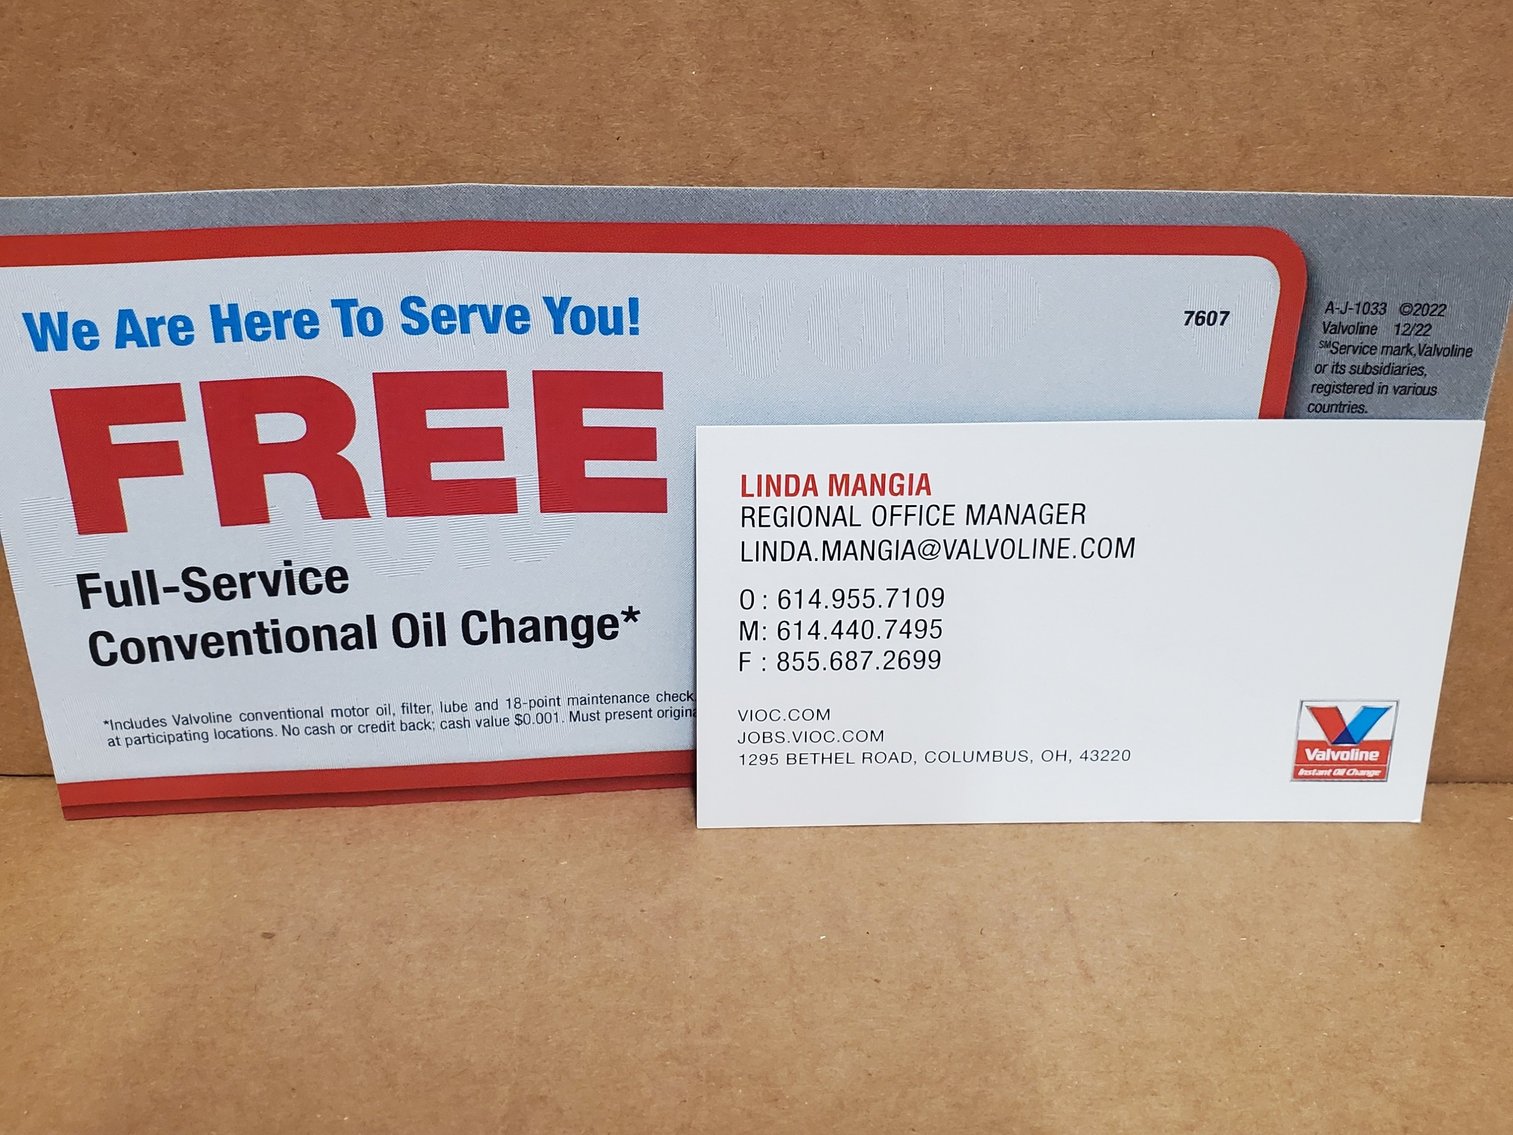 We Are Here To Serve You!
FREE
Full-Service
Conventional Oil Change*
*Includes Valvoline conventional motor oil, filter, lube and 18-point maintenance check
at participating locations. No cash or credit back; cash value $0.001. Must present
7607
A-J-1033 ©2022
Valvoline 12/22
℠Service mark, Valvoline
or its subsidiaries,
registered in various
countries.
LINDA MANGIA
REGIONAL OFFICE MANAGER
LINDA.MANGIA@VALVOLINE.COM
O : 614.955.7109
M: 614.440.7495
F : 855.687.2699
VIOC.COM
JOBS.VIOC.COM
1295 BETHEL ROAD, COLUMBUS, OH, 43220
Valvoline
Instant Oil Change